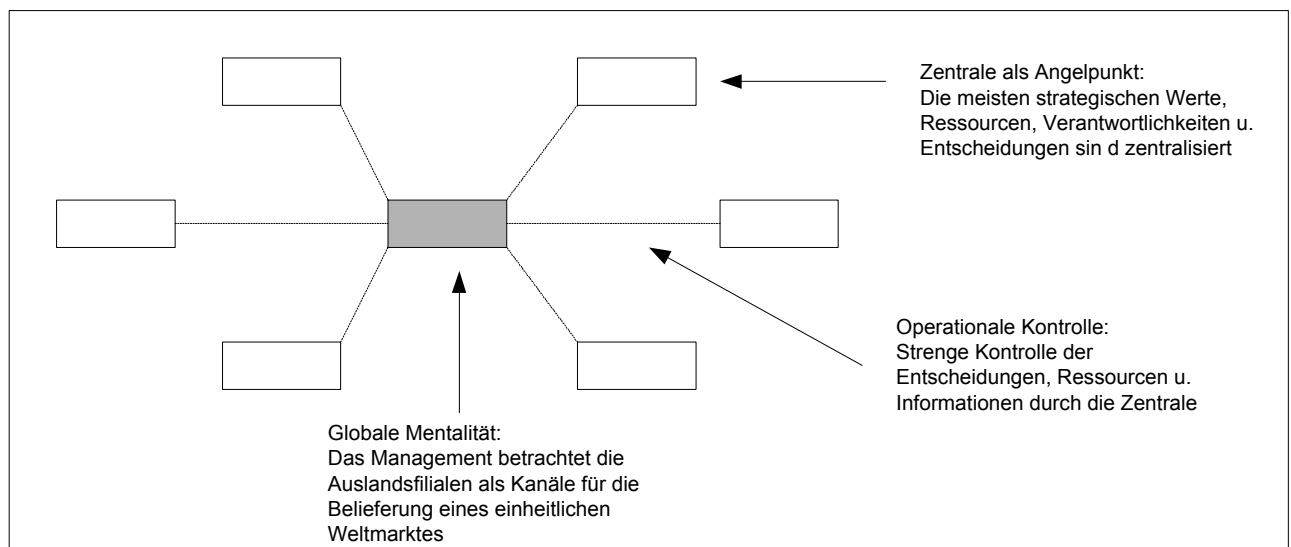 Zentrale als Angelpunkt:
Die meisten strategischen Werte,
Ressourcen, Verantwortlichkeiten u.
Entscheidungen sin d zentralisiert
Operationale Kontrolle:
Strenge Kontrolle der
Entscheidungen, Ressourcen u.
Informationen durch die Zentrale
Globale Mentalität:
Das Management betrachtet die
Auslandsfilialen als Kanäle für die
Belieferung eines einheitlichen
Weltmarktes